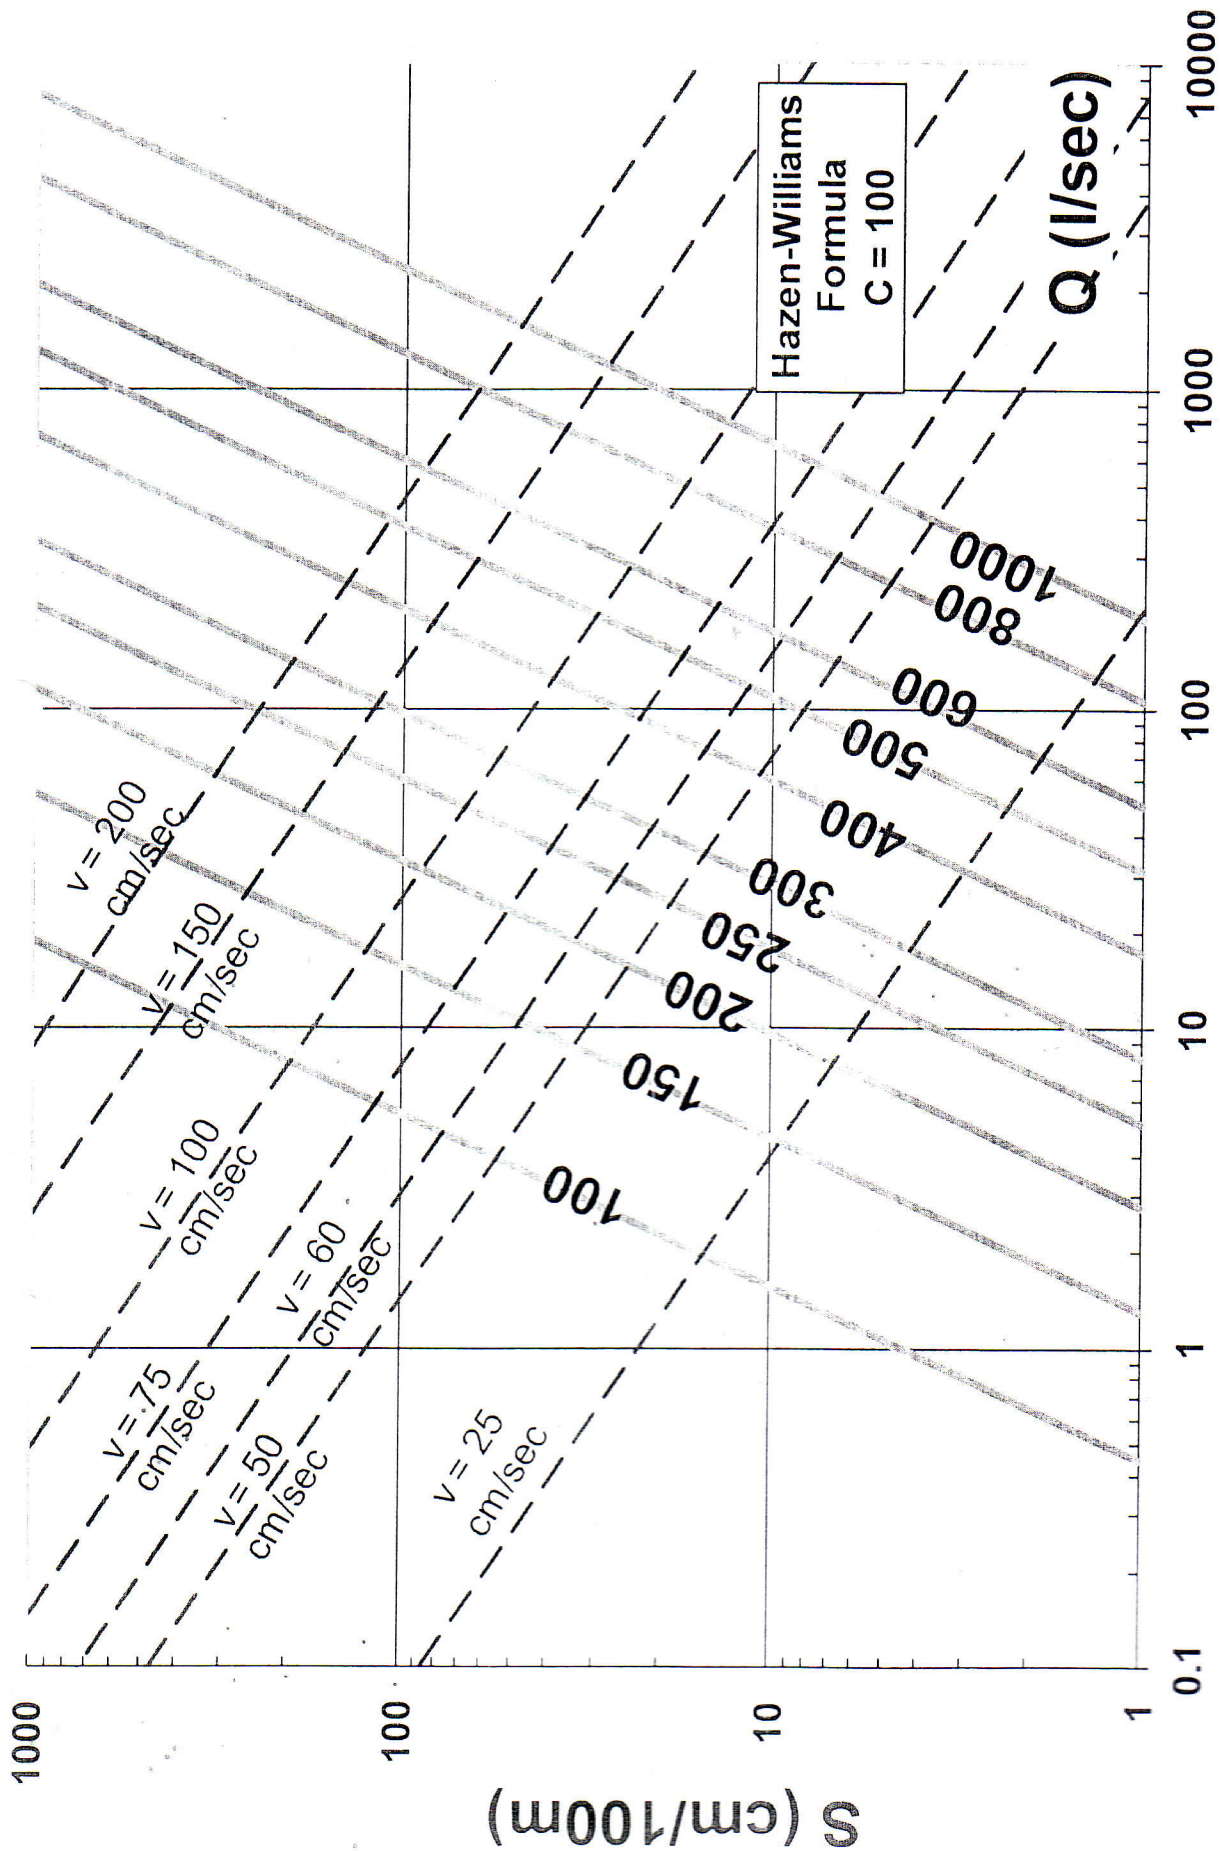 S (cm/100m)
1000
100
10
1
v = 200
cm/sec
v = 150
cm/sec
v = 100
cm/sec
v = 75
cm/sec
v = 60
cm/sec
v = 50
cm/sec
v = 25
cm/sec
100
150
200
250
300
400
500
600
800
1000
Hazen-Williams
Formula
C = 100
Q (l/sec)
0.1
1
10
100
1000
10000